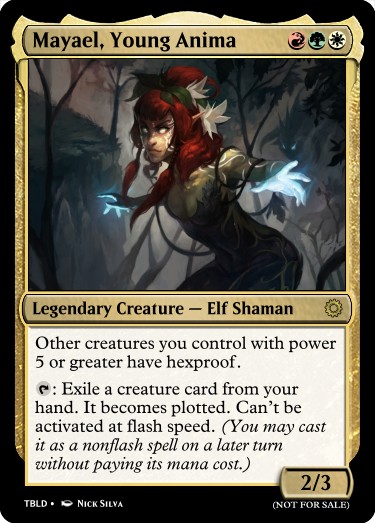 Mayael, Young Anima
Legendary Creature — Elf Shaman
Other creatures you control with power
5 or greater have hexproof.
: Exile a creature card from your
hand. It becomes plotted. Can't be
activated at flash speed. (You may cast
it as a nonflash spell on a later turn
without paying its mana cost.)
2/3
TBLD • Nick Silva
(NOT FOR SALE)